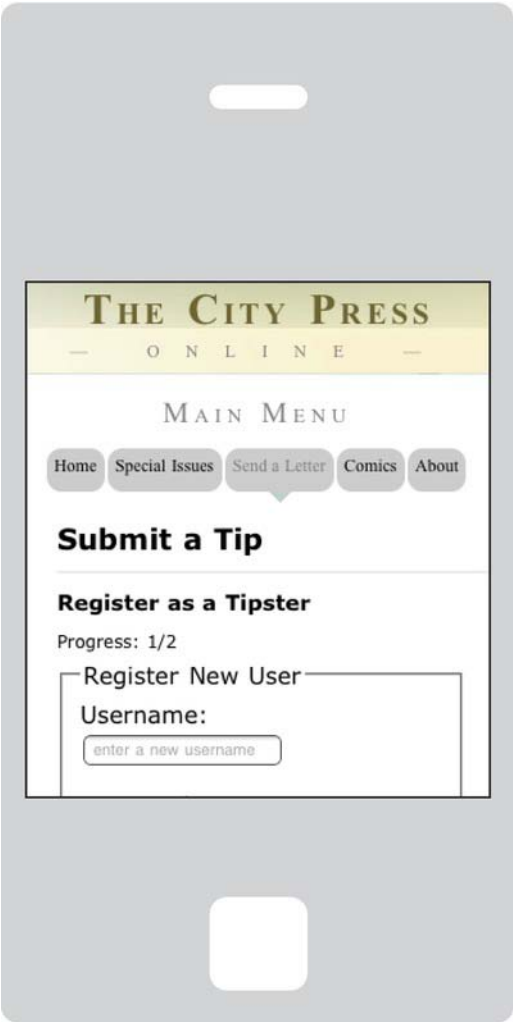 THE CITY PRESS
— ONLINE —
MAIN MENU
Home Special Issues Send a Letter Comics About
Submit a Tip
Register as a Tipster
Progress: 1/2
Register New User
Username:
enter a new username